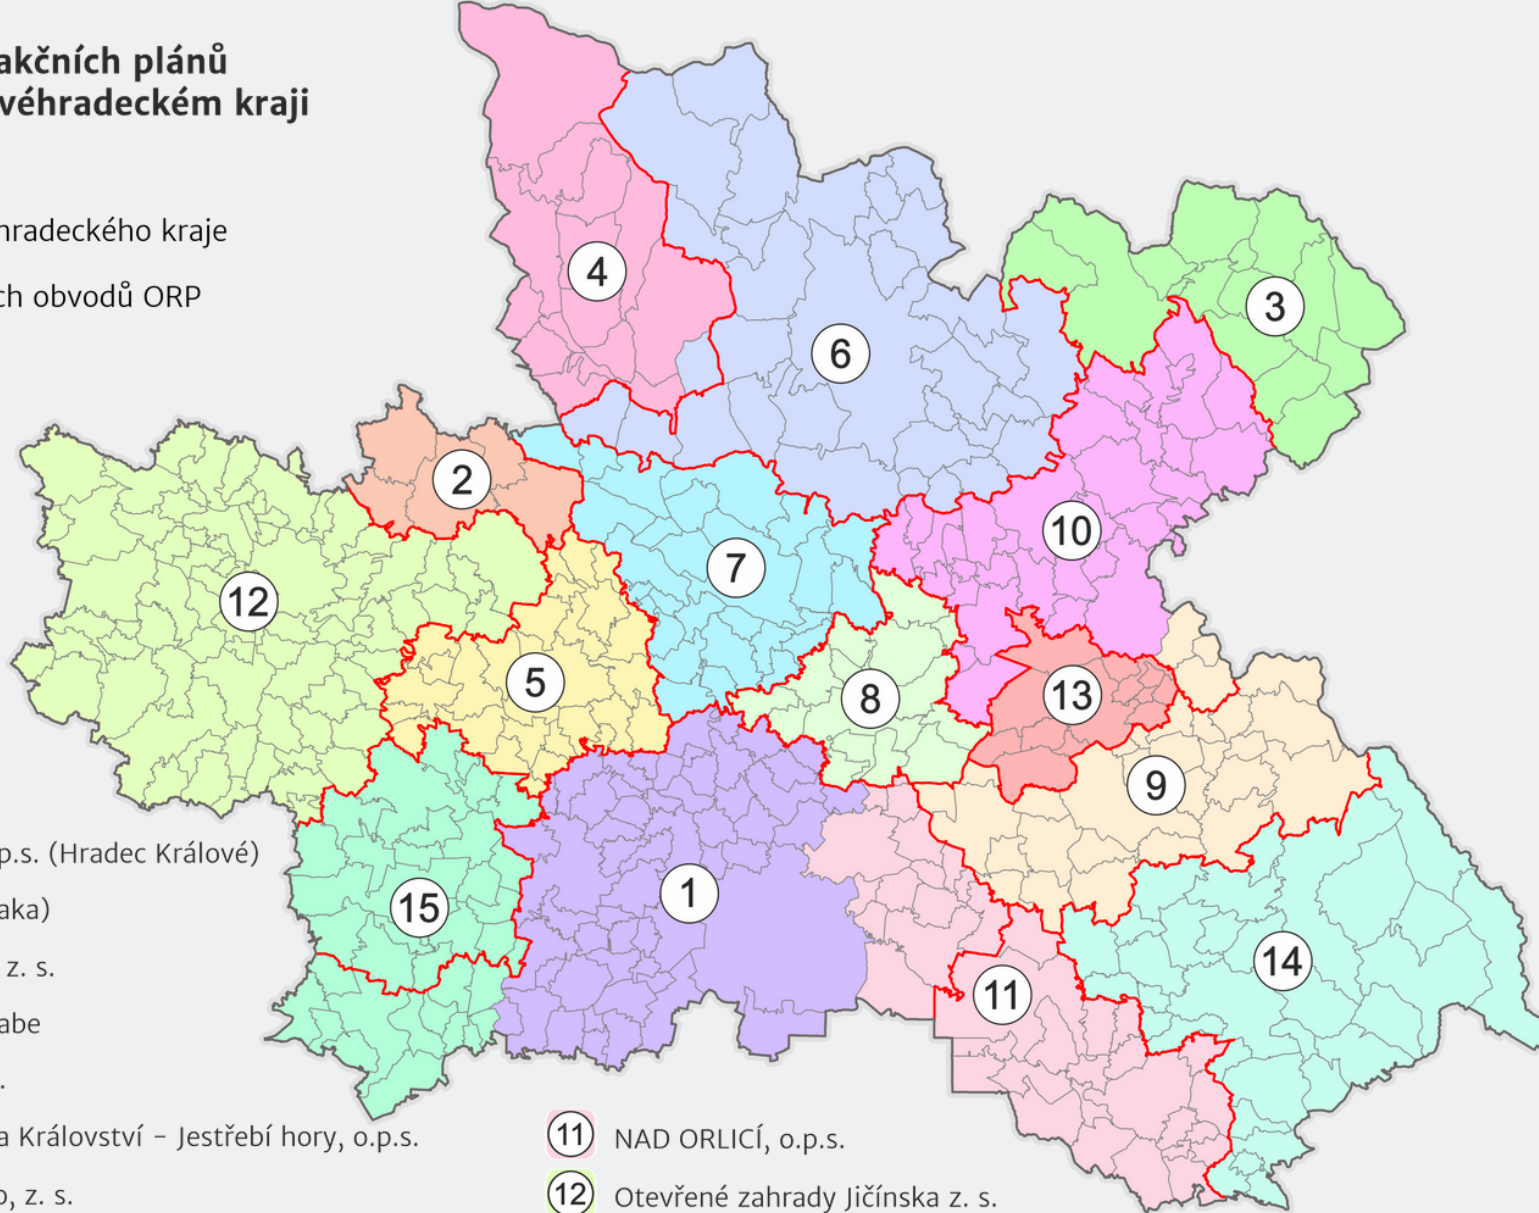 akčních plánů
véhradeckém kraji
hradeckého kraje
ch obvodů ORP
4
3
6
2
10
7
12
5
8
13
9
1
15
14
11
p.s. (Hradec Králové)
aka)
z. s.
abe
.
a Království – Jestřebí hory, o.p.s.
o, z. s.
11 NAD ORLICÍ, o.p.s.
12 Otevřené zahrady Jičínska z. s.